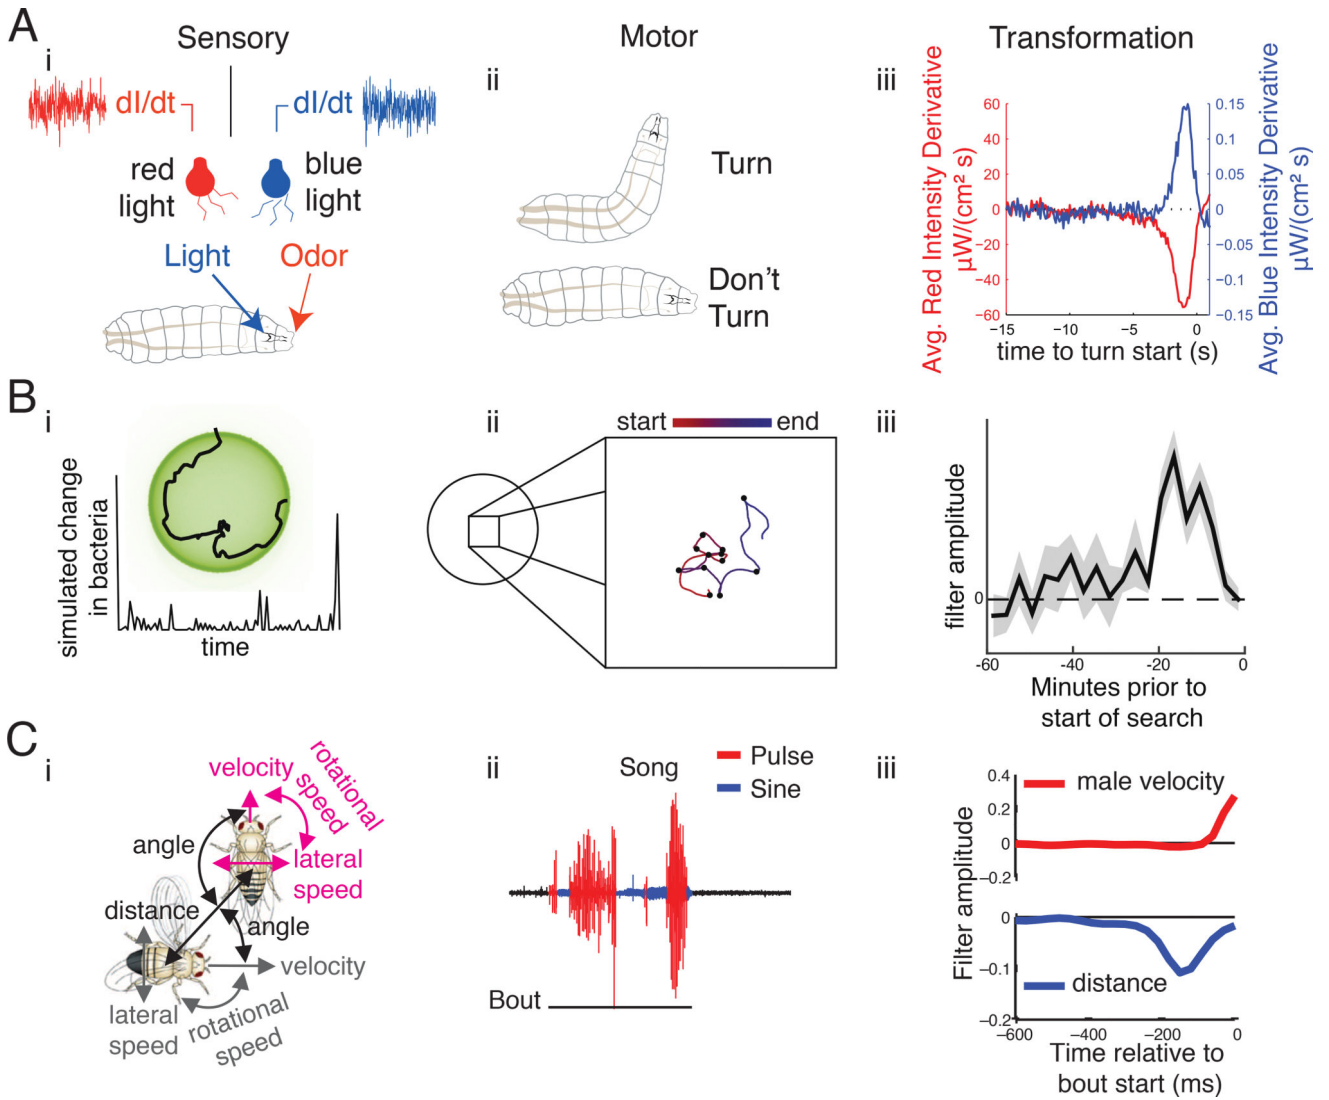 A
Sensory
Motor
Transformation
i
dI/dt
dI/dt
red
light
blue
light
Light
Odor
ii
Turn
Don't
Turn
iii
Avg. Red Intensity Derivative
µW/(cm² s)
60
40
20
0
−20
−40
−60
0.15
0.1
0.05
0
−0.05
−0.1
−0.15
Avg. Blue Intensity Derivative
µW/(cm² s)
−15
−10
−5
0
time to turn start (s)
B
i
simulated change
in bacteria
time
ii
start
end
iii
filter amplitude
0
-60
-40
-20
0
Minutes prior to
start of search
C
i
velocity
rotational
speed
angle
lateral
speed
distance
angle
velocity
lateral
speed
rotational
speed
ii
Song
Pulse
Sine
Bout
iii
Filter amplitude
0.4
0.2
0
−0.2
male velocity
0
−0.1
−0.2
distance
−600
−400
−200
0
Time relative to
bout start (ms)